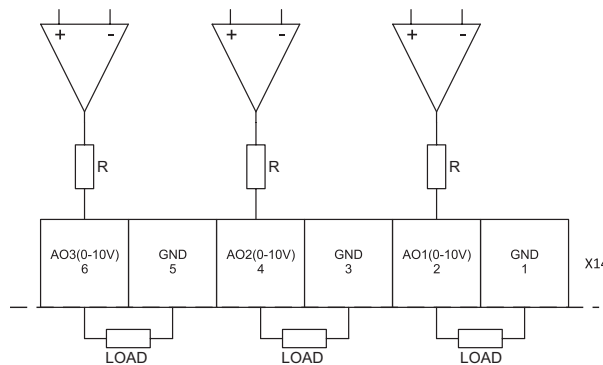 + - + - + -
R R R
AO3(0-10V) GND AO2(0-10V) GND AO1(0-10V) GND
6 5 4 3 2 1
X14
LOAD LOAD LOAD